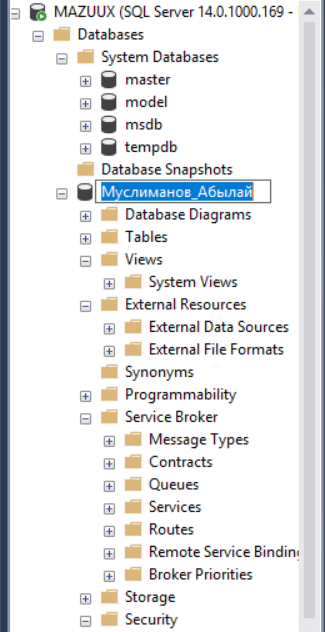 MAZUUX (SQL Server 14.0.1000.169 -
Databases
System Databases
master
model
msdb
tempdb
Database Snapshots
Муслиманов_Абылай
Database Diagrams
Tables
Views
System Views
External Resources
External Data Sources
External File Formats
Synonyms
Programmability
Service Broker
Message Types
Contracts
Queues
Services
Routes
Remote Service Binding
Broker Priorities
Storage
Security